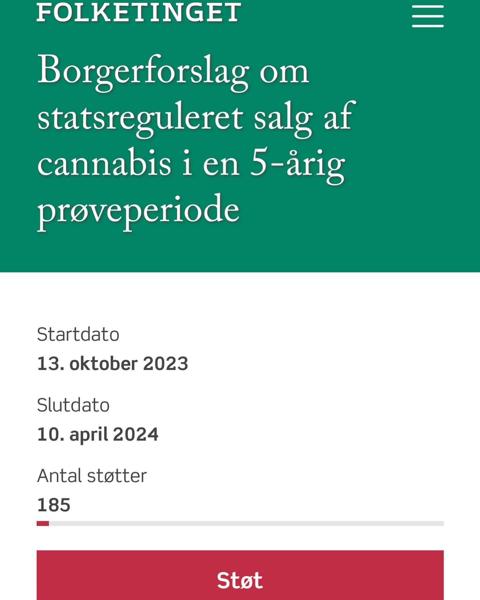 FOLKETINGET
Borgerforslag om
statsreguleret salg af
cannabis i en 5-årig
prøveperiode
Startdato
13. oktober 2023
Slutdato
10. april 2024
Antal støtter
185
Støt